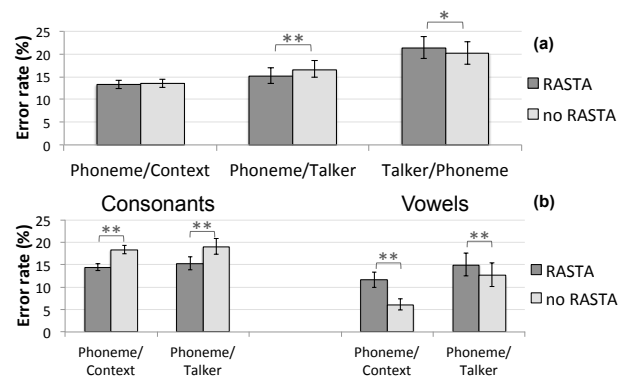 25
20
15
10
5
0
Error rate (%)
**
*
(a)
RASTA
no RASTA
Phoneme/Context Phoneme/Talker Talker/Phoneme
Consonants Vowels (b)
25
20
15
10
5
0
Error rate (%)
** ** ** **
RASTA
no RASTA
Phoneme/ Phoneme/ Phoneme/ Phoneme/
Context Talker Context Talker